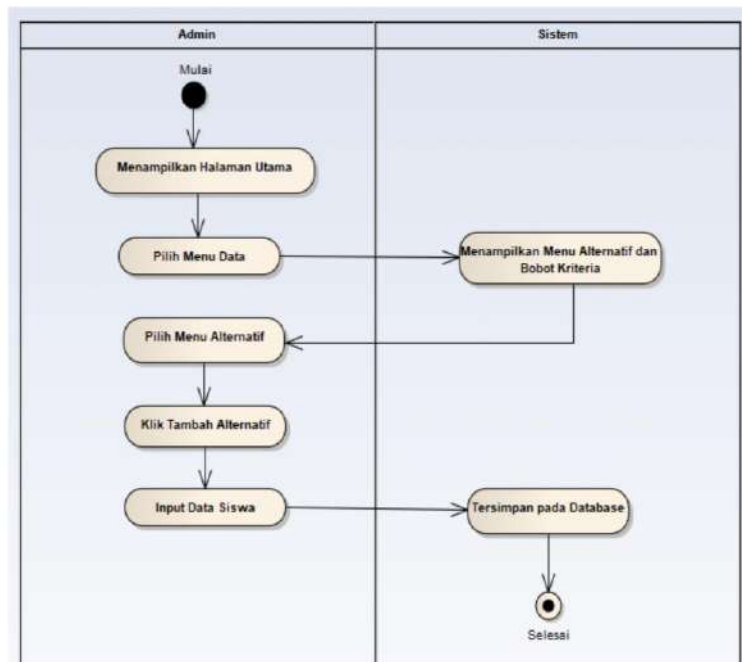 Admin
Sistem
Mulai
Menampilkan Halaman Utama
Pilih Menu Data
Menampilkan Menu Alternatif dan
Bobot Kriteria
Pilih Menu Alternatif
Klik Tambah Alternatif
Input Data Siswa
Tersimpan pada Database
Selesai